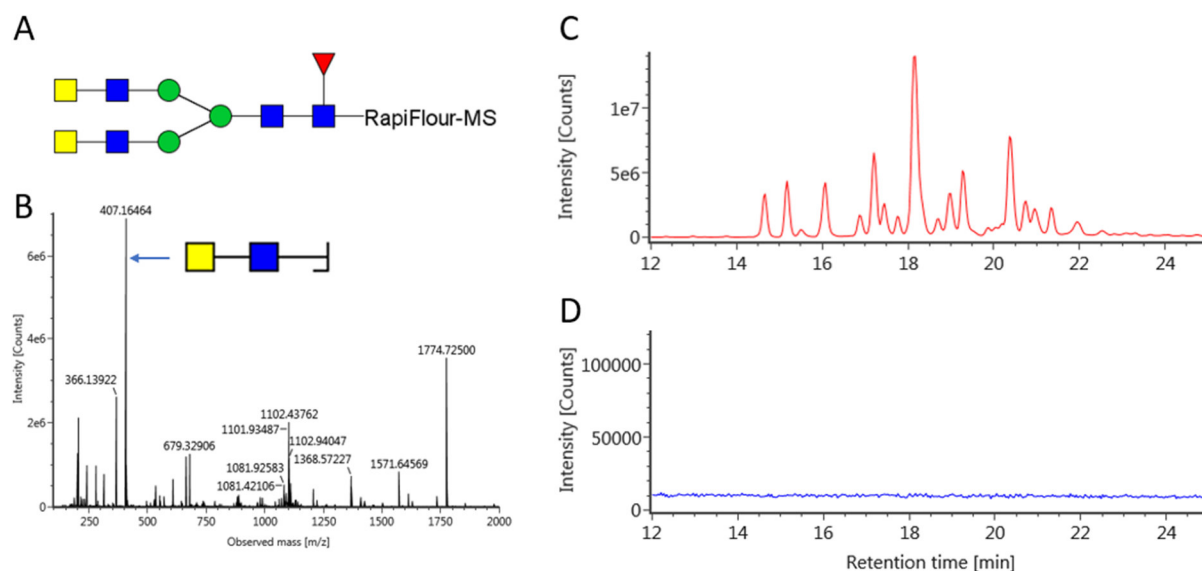 A
RapiFlour-MS
B
407.16464
6e6
4e6
2e6
0
Intensity [Counts]
366.13922
679.32906
1102.43762
1101.93487
1102.94047
1081.92583
1081.42106
1368.57227
1571.64569
1774.72500
250 500 750 1000 1250 1500 1750 2000
Observed mass [m/z]
C
Intensity [Counts]
1e7
5e6
0
12 14 16 18 20 22 24
D
Intensity [Counts]
100000
50000
0
12 14 16 18 20 22 24
Retention time [min]